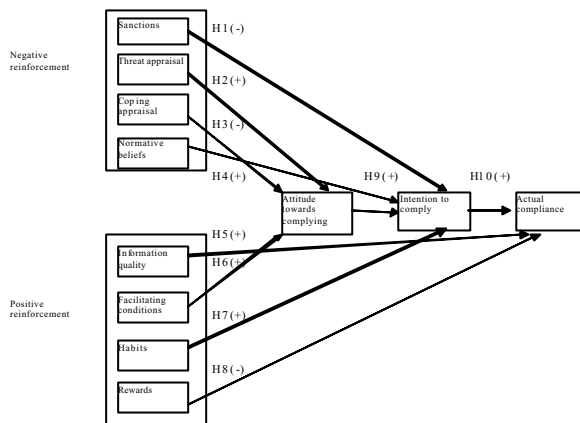 Sanctions
H1(-)
Negative
reinforcement
Threat appraisal
H2(+)
Coping
appraisal
H3(-)
Normative
beliefs
H4(+)
H9(+)
H10(+)
Attitude
towards
complying
Intention to
comply
Actual
compliance
H5(+)
Information
quality
H6(+)
Positive
reinforcement
Facilitating
conditions
H7(+)
Habits
H8(-)
Rewards